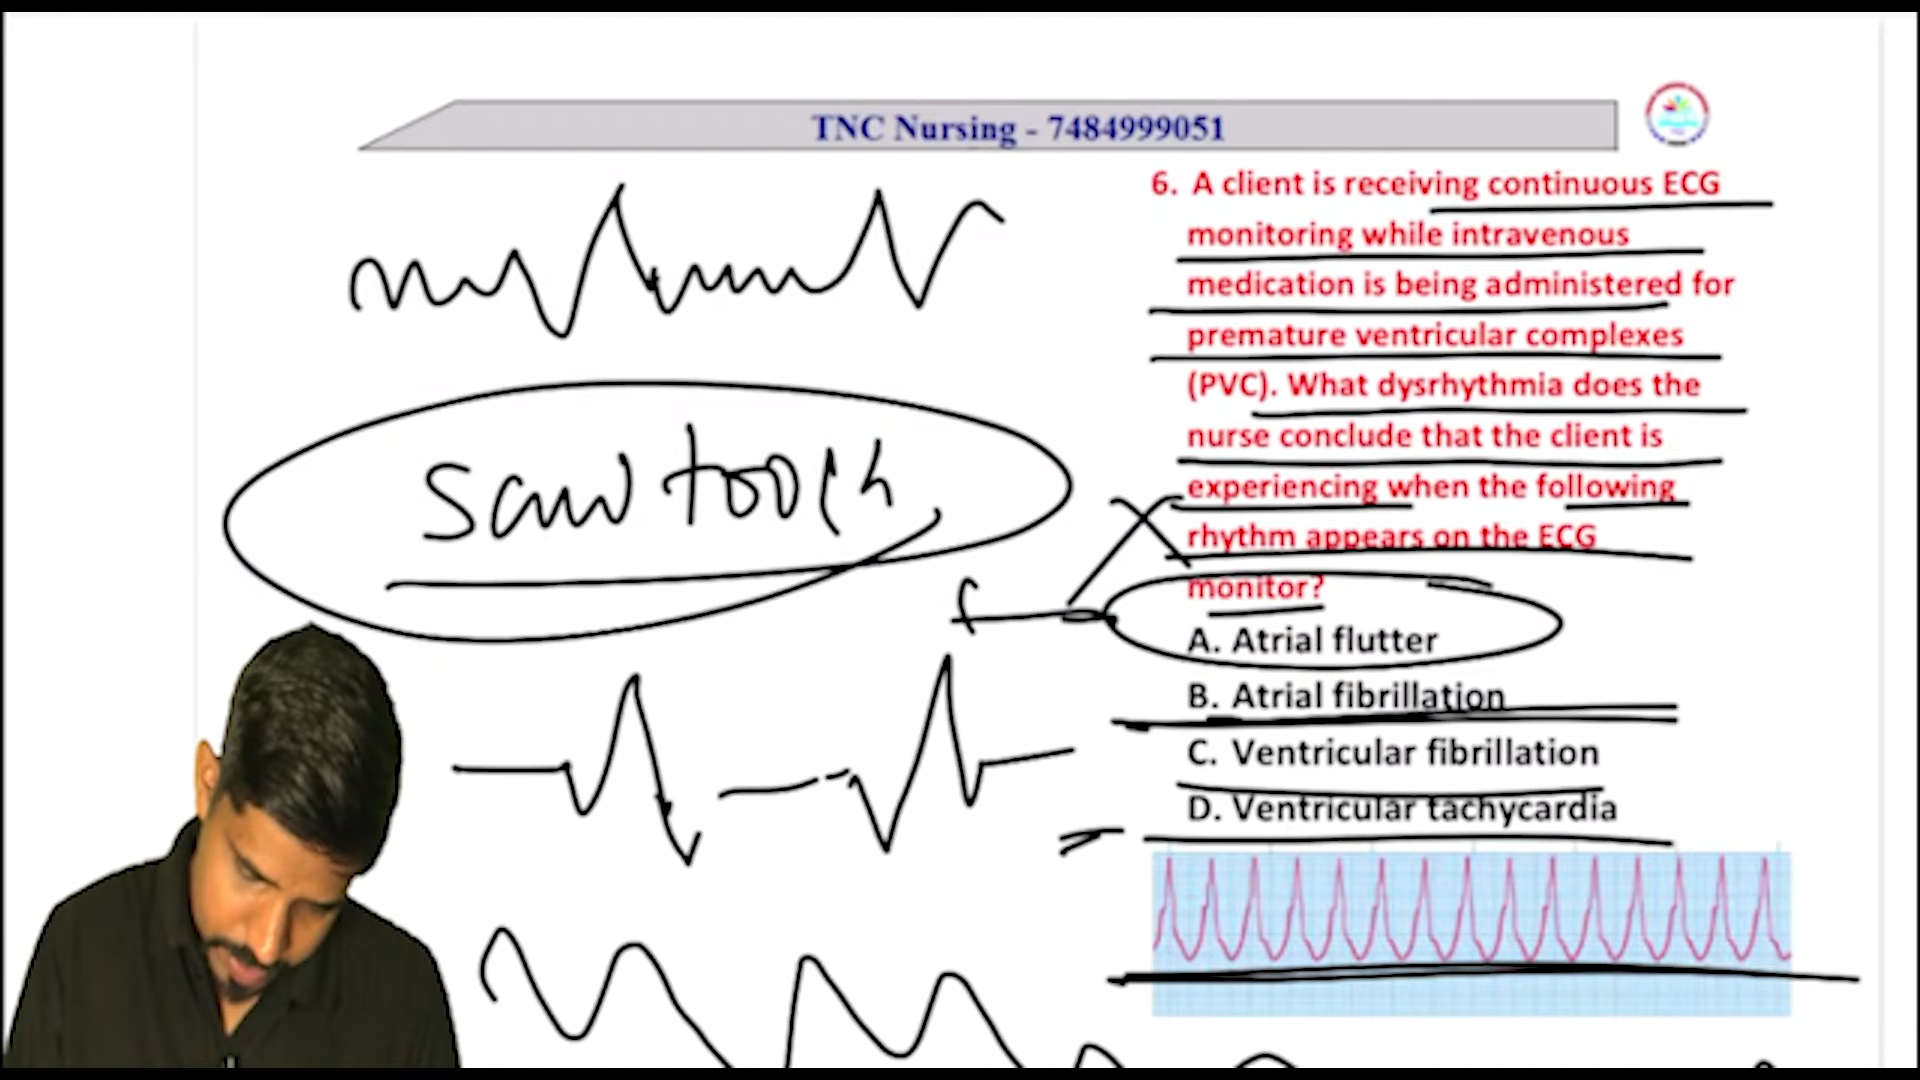 TNC Nursing - 7484999051
6. A client is receiving continuous ECG
monitoring while intravenous
medication is being administered for
premature ventricular complexes
(PVC). What dysrhythmia does the
nurse conclude that the client is
experiencing when the following
rhythm appears on the ECG
monitor?
A. Atrial flutter
B. Atrial fibrillation
C. Ventricular fibrillation
D. Ventricular tachycardia
saw tooth